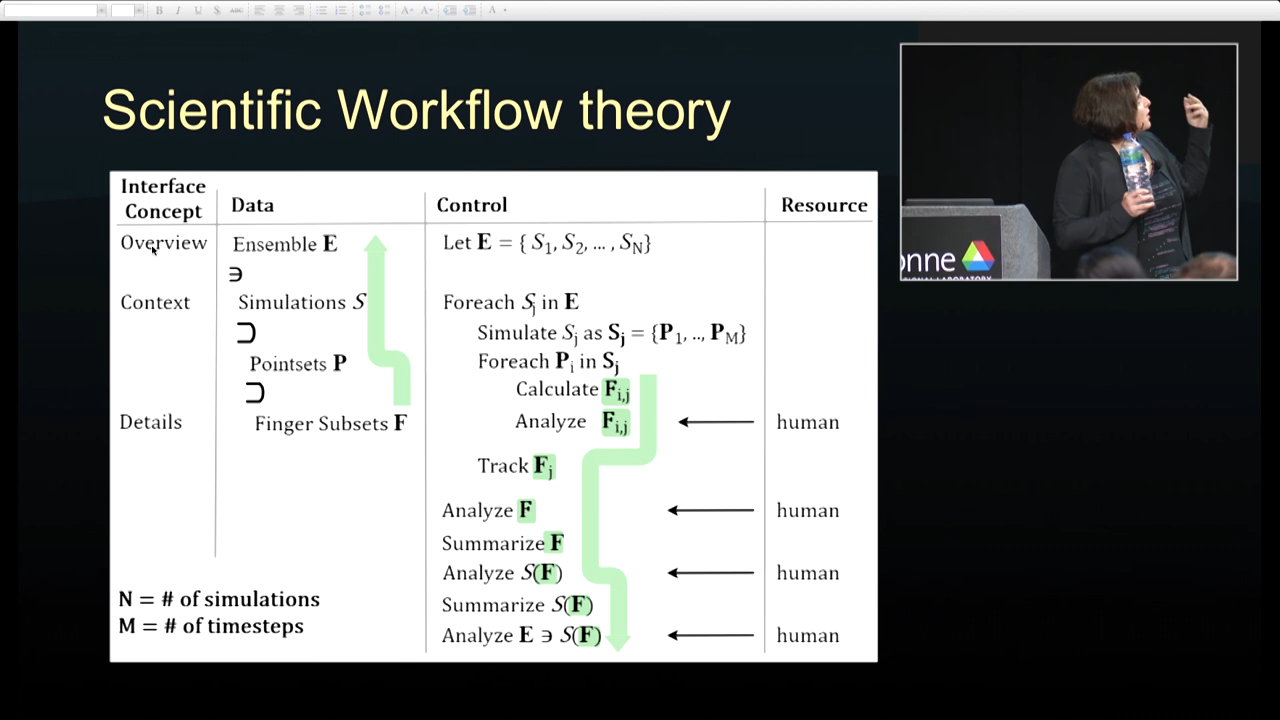 Scientific Workflow theory
Interface Concept Data Control Resource
Overview Ensemble E Let E = { S1, S2, ... , SN}
∋
Context Simulations S Foreach Sj in E
⊃ Simulate Sj as Sj = {P1, .., PM}
Pointsets P Foreach Pi in Sj
⊃ Calculate Fi,j
Details Finger Subsets F Analyze Fi,j human
Track Fj
Analyze F human
Summarize F
Analyze S(F) human
Summarize S(F)
Analyze E ∋ S(F) human
N = # of simulations
M = # of timesteps
onne